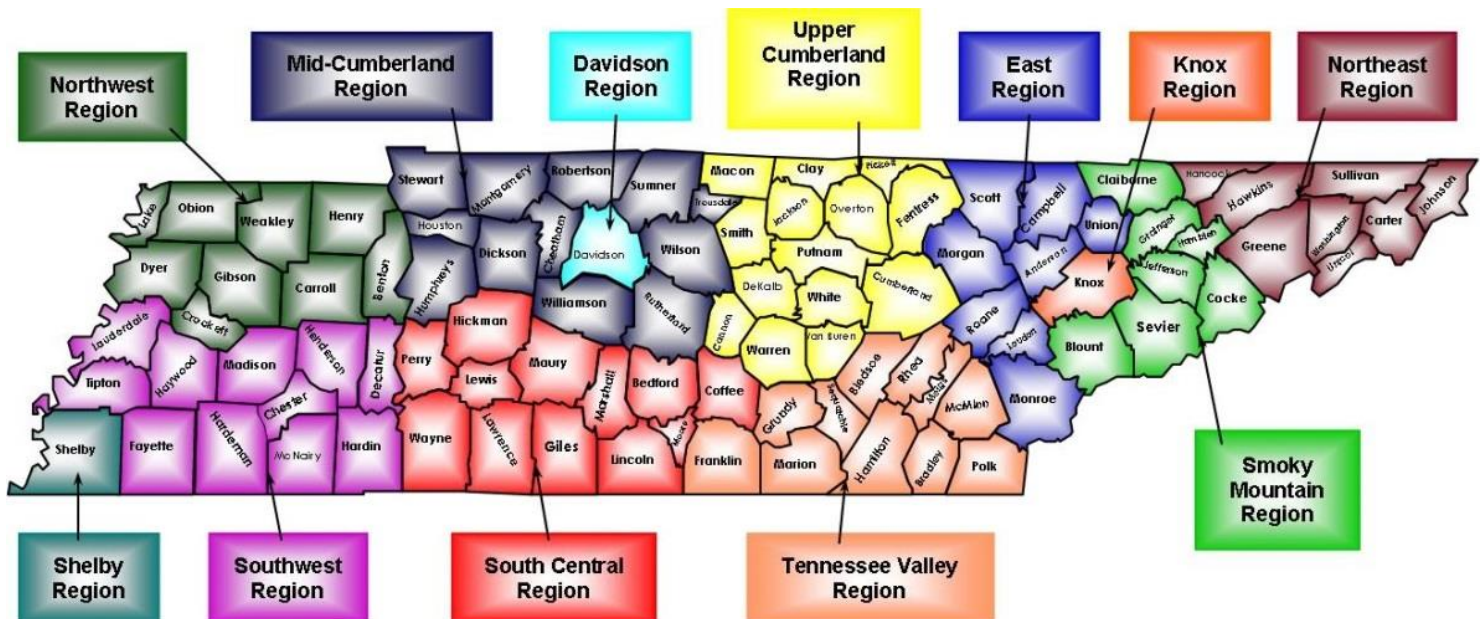 Upper
Cumberland
Region
Northwest
Region
Mid-Cumberland
Region
Davidson
Region
East
Region
Knox
Region
Northeast
Region
Stewart
Montgomery
Robertson
Sumner
Trousdale
Macon
Clay
Pickett
Scott
Campbell
Claiborne
Hancock
Hawkins
Sullivan
Johnson
Lake
Obion
Weakley
Henry
Houston
Cheatham
Smith
Jackson
Overton
Fentress
Union
Grainger
Hamblen
Greene
Washington
Carter
Unicoi
Dyer
Gibson
Carroll
Benton
Humphreys
Dickson
Davidson
Wilson
Putnam
Morgan
Anderson
Knox
Jefferson
Cocke
Crockett
Williamson
Rutherford
DeKalb
White
Cumberland
Roane
Loudon
Blount
Sevier
Lauderdale
Haywood
Madison
Henderson
Decatur
Perry
Hickman
Lewis
Maury
Marshall
Bedford
Cannon
Coffee
Warren
Van Buren
Bledsoe
Rhea
Meigs
McMinn
Monroe
Tipton
Chester
Moore
Grundy
Sequachie
Shelby
Fayette
Hardeman
McNairy
Hardin
Wayne
Lawrence
Giles
Lincoln
Franklin
Marion
Hamilton
Bradley
Polk
Smoky
Mountain
Region
Shelby
Region
Southwest
Region
South Central
Region
Tennessee Valley
Region